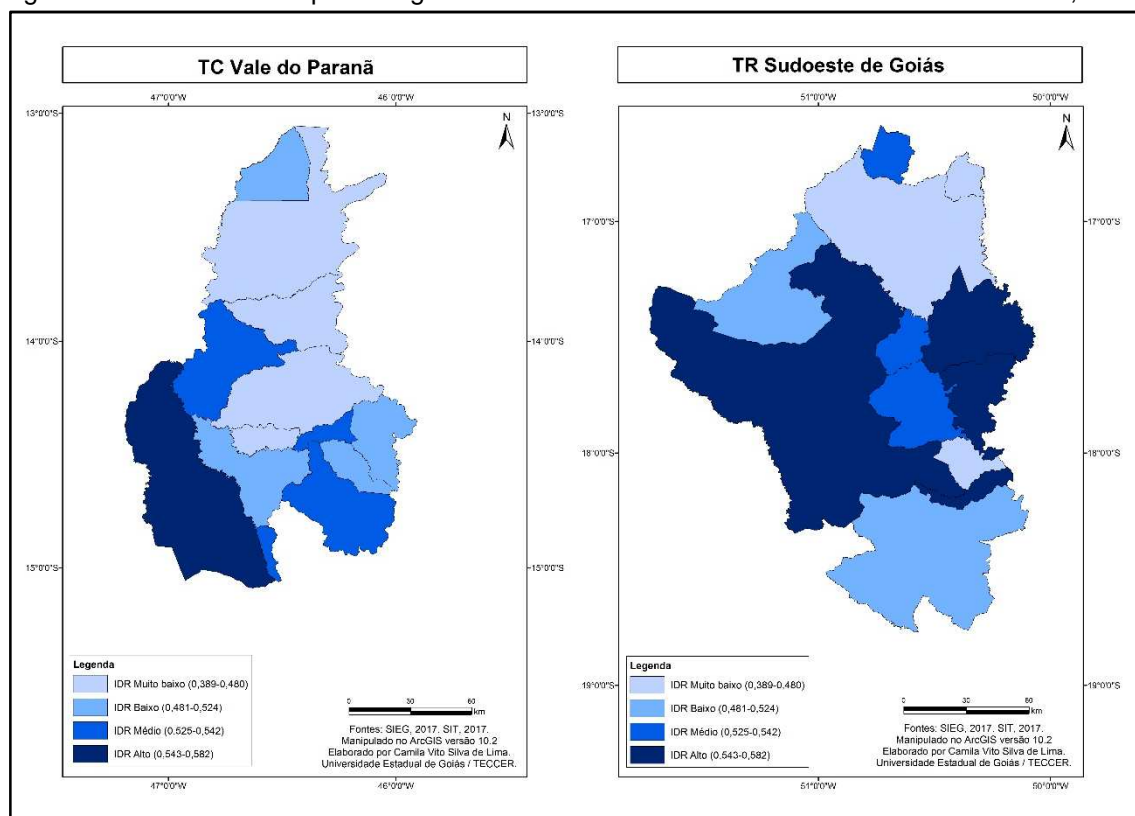 TC Vale do Paranã
47°0'0"W 46°0'0"W
13°0'0"S
N
14°0'0"S 14°0'0"S
15°0'0"S 15°0'0"S
Legenda
IDR Muito baixo (0,389-0,480)
IDR Baixo (0,481-0,524)
IDR Médio (0.525-0,542)
IDR Alto (0.543-0,582)
0 30 60
km
Fontes: SIEG, 2017. SIT, 2017.
Manipulado no ArcGIS versão 10.2
Elaborado por Camila Vito Silva de Lima.
Universidade Estadual de Goiás / TECCER.
47°0'0"W 46°0'0"W
TR Sudoeste de Goiás
51°0'0"W 50°0'0"W
N
17°0'0"S 17°0'0"S
18°0'0"S 18°0'0"S
19°0'0"S 19°0'0"S
Legenda
IDR Muito baixo (0,389-0,480)
IDR Baixo (0,481-0,524)
IDR Médio (0,525-0,542)
IDR Alto (0.543-0,582)
0 30 60
km
Fontes: SIEG, 2017. SIT, 2017.
Manipulado no ArcGIS versão 10.2
Elaborado por Camila Vito Silva de Lima.
Universidade Estadual de Goiás / TECCER.
51°0'0"W 50°0'0"W